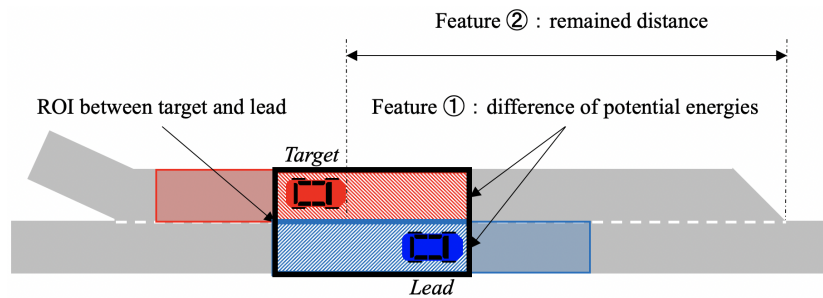 Feature ② : remained distance
ROI between target and lead
Feature ① : difference of potential energies
Target
Lead